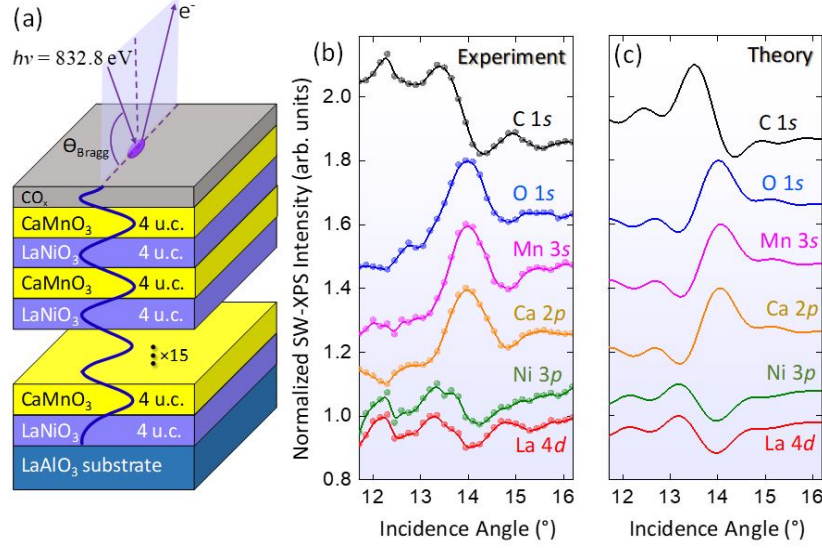 (a)
e⁻
hν = 832.8 eV
Θ_Bragg
COₓ
CaMnO₃ 4 u.c.
LaNiO₃ 4 u.c.
CaMnO₃ 4 u.c.
LaNiO₃ 4 u.c.
×15
CaMnO₃ 4 u.c.
LaNiO₃ 4 u.c.
LaAlO₃ substrate
(b) Experiment
Normalized SW-XPS Intensity (arb. units)
2.0
1.8
1.6
1.4
1.2
1.0
0.8
C 1s
O 1s
Mn 3s
Ca 2p
Ni 3p
La 4d
12 13 14 15 16
Incidence Angle (°)
(c) Theory
C 1s
O 1s
Mn 3s
Ca 2p
Ni 3p
La 4d
12 13 14 15 16
Incidence Angle (°)